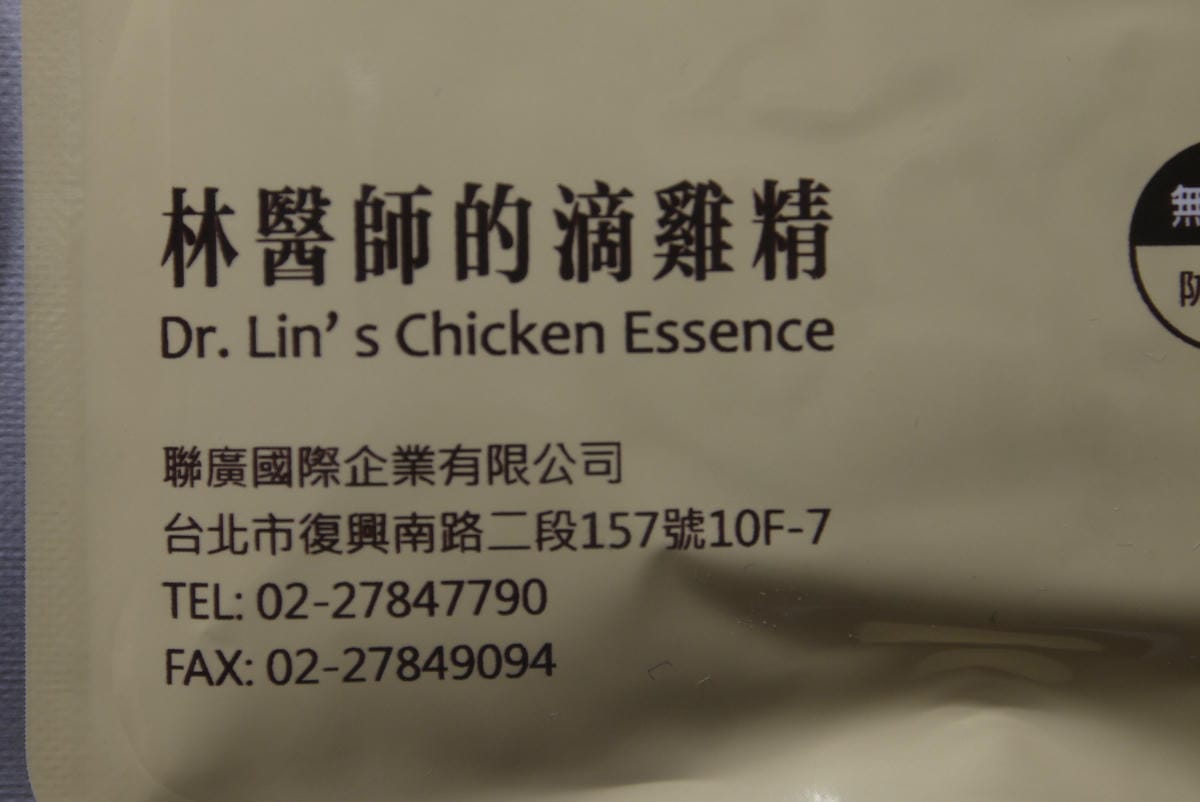 林醫師的滴雞精
Dr. Lin’s Chicken Essence
聯廣國際企業有限公司
台北市復興南路二段157號10F-7
TEL: 02-27847790
FAX: 02-27849094
無
防